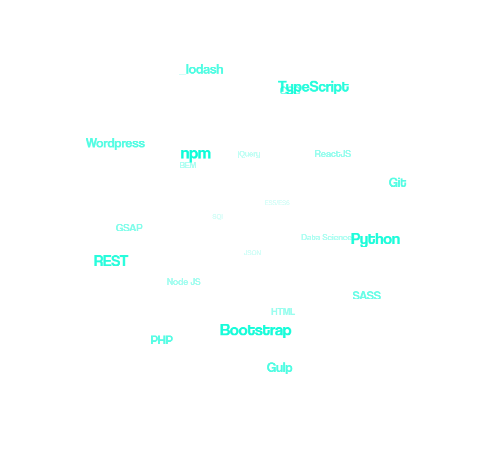 lodash
TypeScript
Wordpress
npm
jQuery
ReactJS
BEM
Git
GSAP
Data Science
Python
REST
Node JS
SASS
HTML
Bootstrap
PHP
Gulp